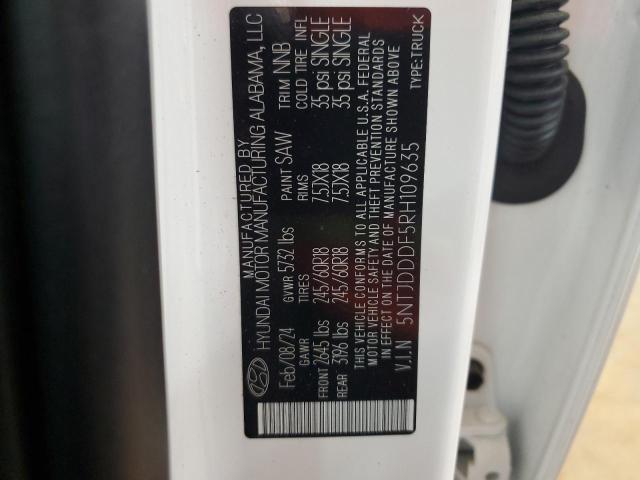 MANUFACTURED BY
HYUNDAI MOTOR MANUFACTURING ALABAMA, LLC
Feb/08/24 GVWR 5732 lbs PAINT SAW TRIM NNB
GAWR TIRES RIMS COLD TIRE INFL
FRONT 2645 lbs 245/60R18 7.5JX18 35 psi SINGLE
REAR 3196 lbs 245/60R18 7.5JX18 35 psi SINGLE
THIS VEHICLE CONFORMS TO ALL APPLICABLE U.S.A. FEDERAL
MOTOR VEHICLE SAFETY AND THEFT PREVENTION STANDARDS
IN EFFECT ON THE DATE OF MANUFACTURE SHOWN ABOVE
V.I.N 5NTJDDDF5RH109635 TYPE:TRUCK